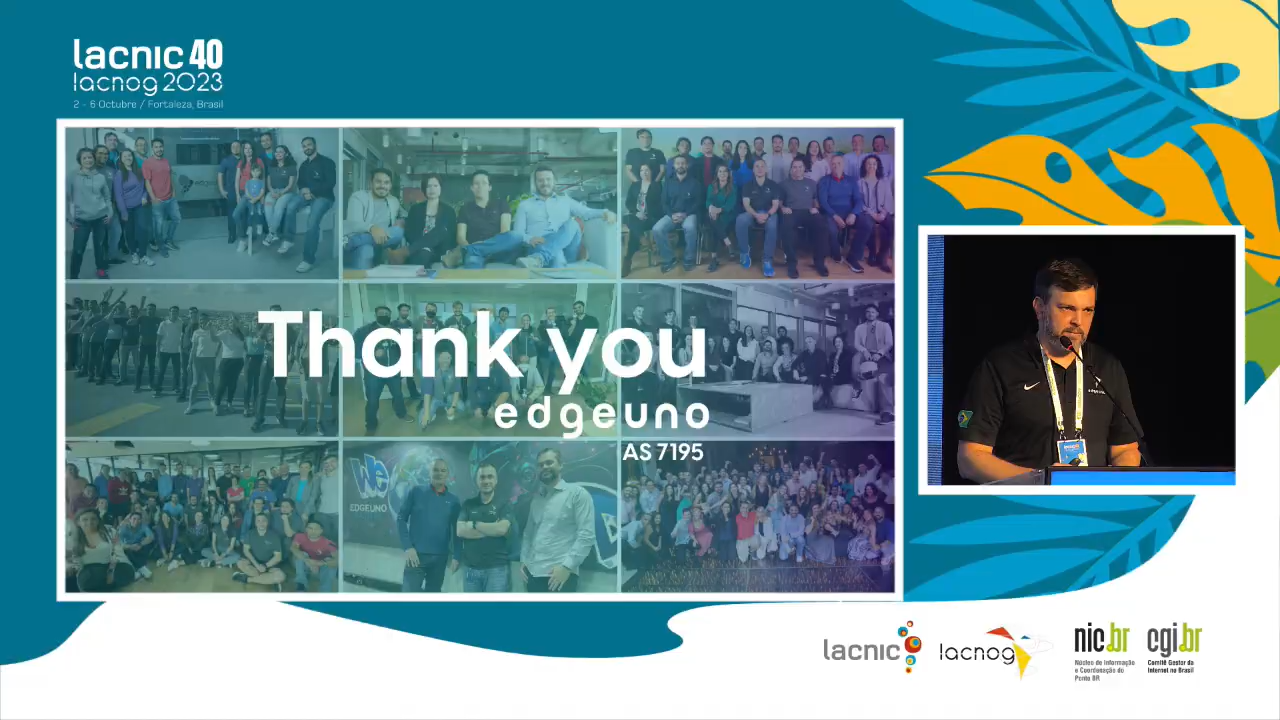 lacnic 40
lacnog 2023
2 - 6 Octubre / Fortaleza, Brasil
Thank you
edgeuno
AS 7195
EDGEUNO
lacnic
lacnog
nic.br
Núcleo de Informação
e Coordenação do
Ponto BR
cgi.br
Comitê Gestor da
Internet no Brasil